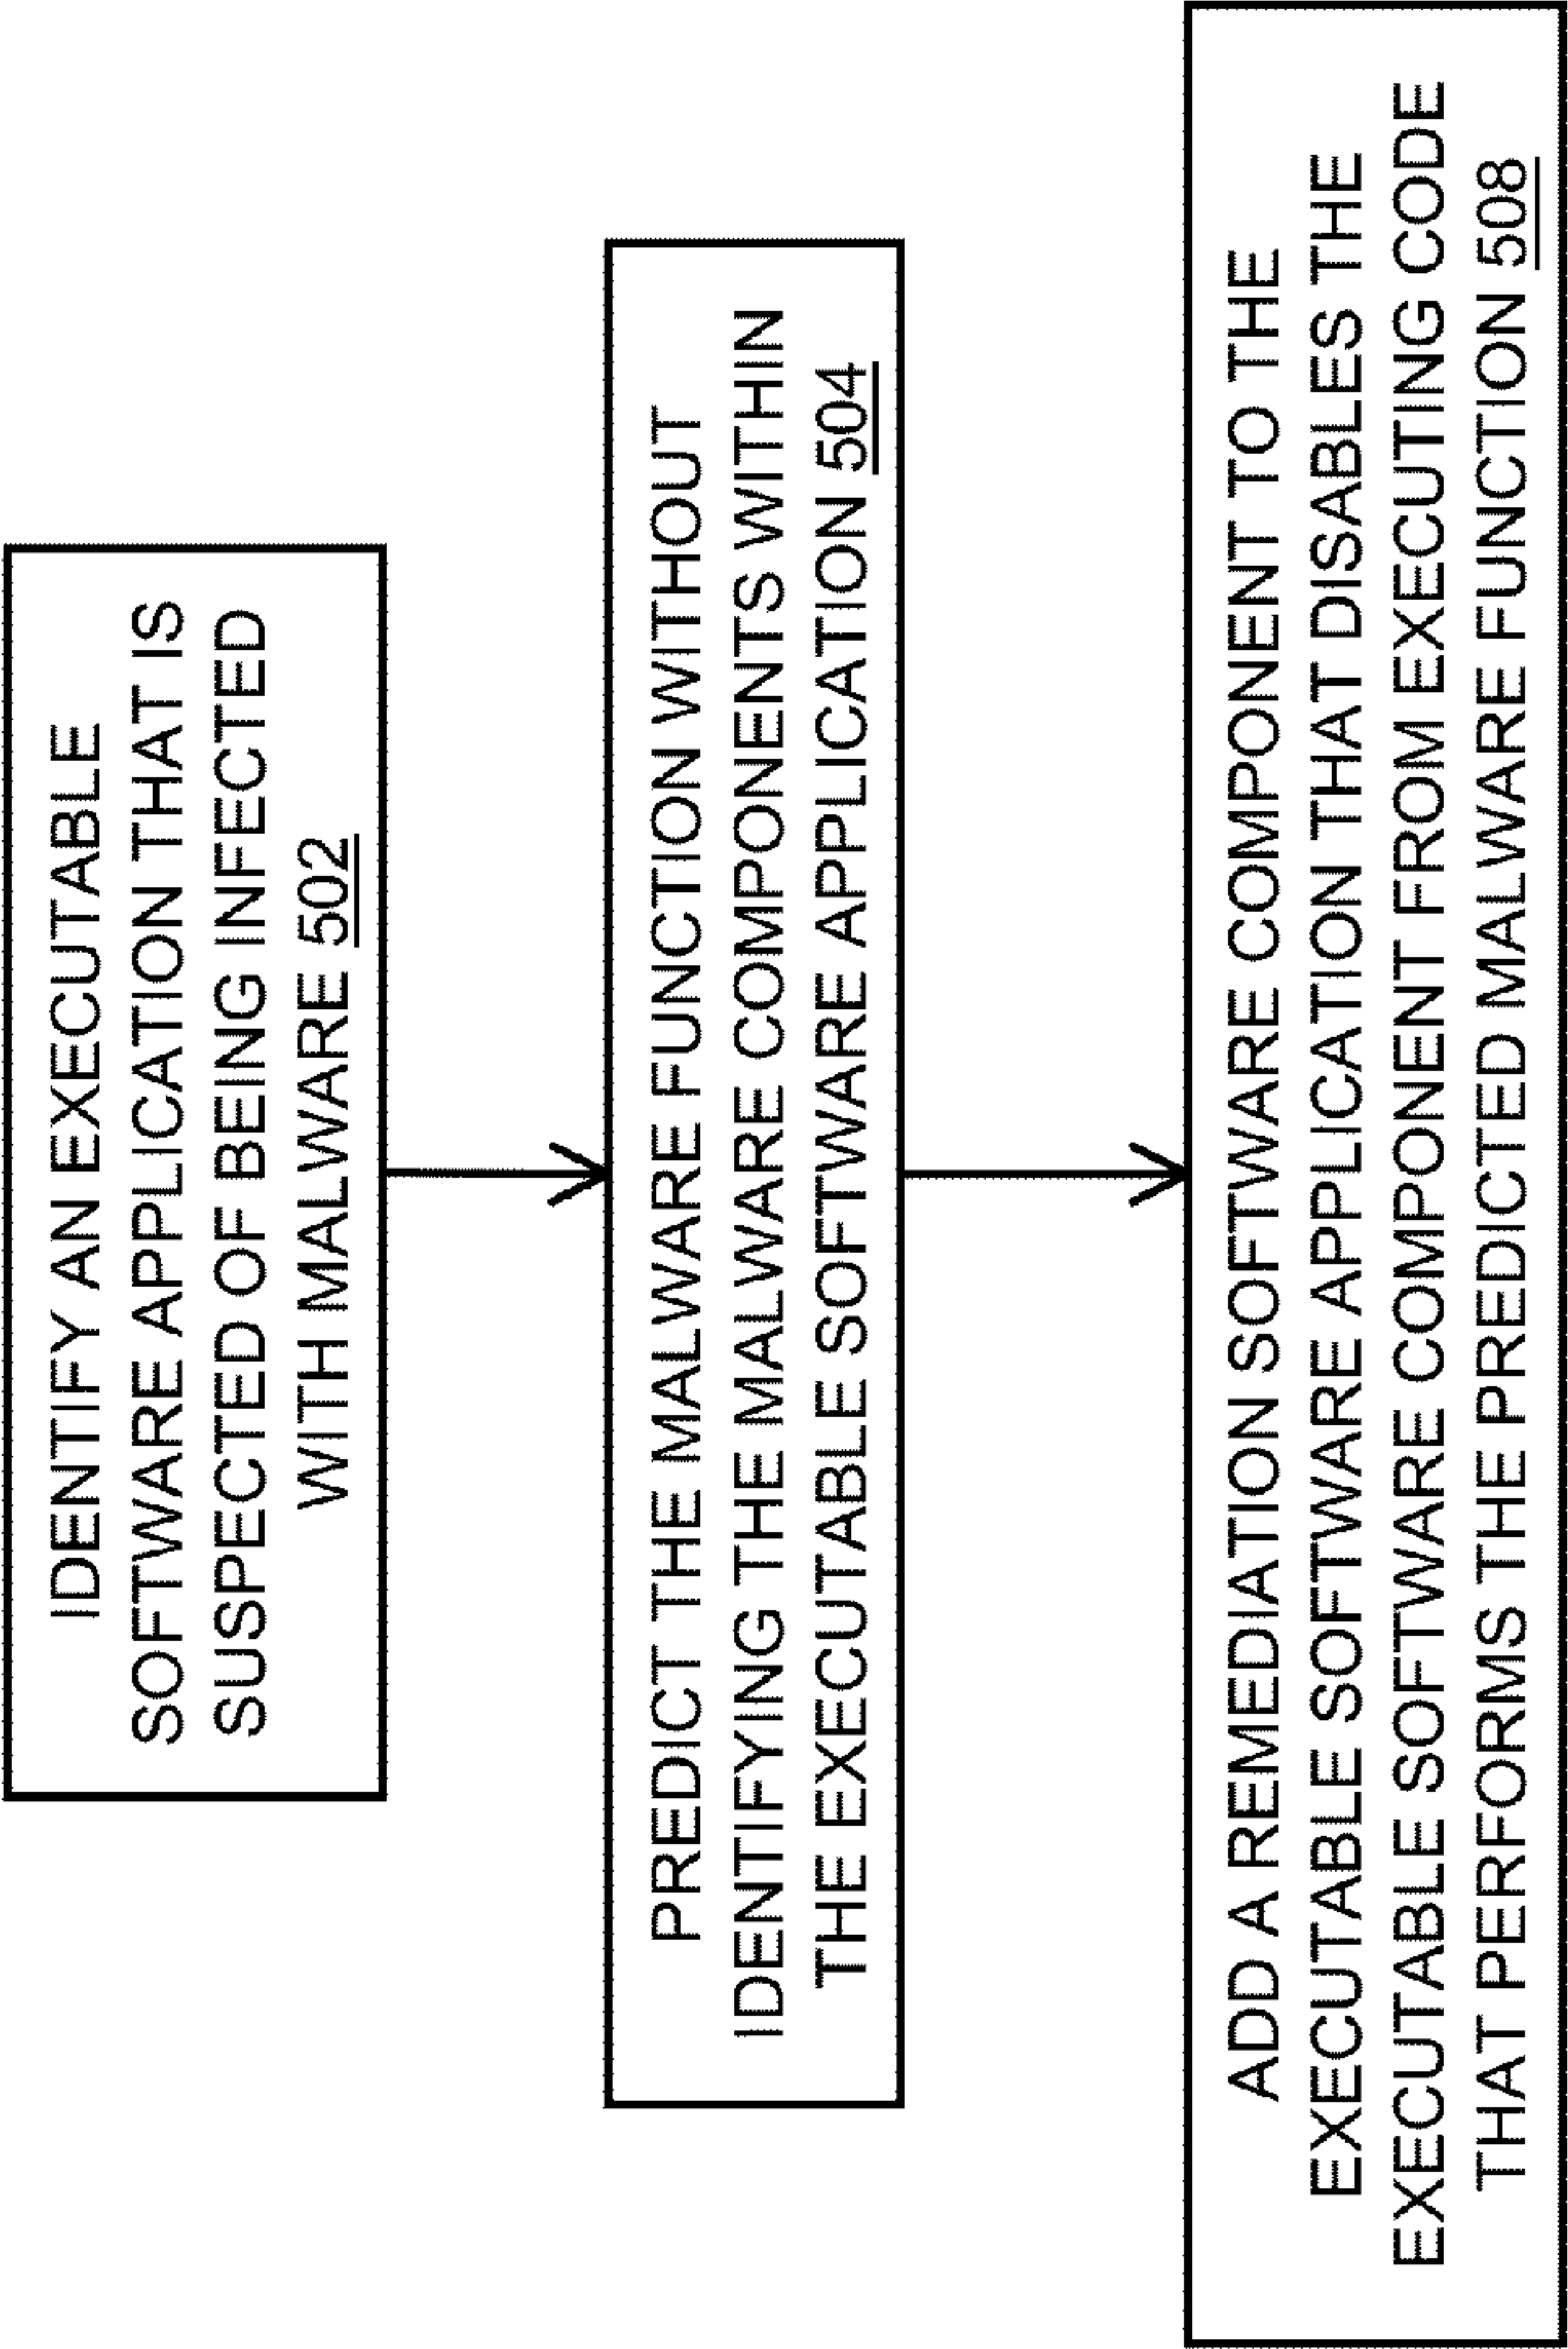 IDENTIFY AN EXECUTABLE
SOFTWARE APPLICATION THAT IS
SUSPECTED OF BEING INFECTED
WITH MALWARE 502
PREDICT THE MALWARE FUNCTION WITHOUT
IDENTIFYING THE MALWARE COMPONENTS WITHIN
THE EXECUTABLE SOFTWARE APPLICATION 504
ADD A REMEDIATION SOFTWARE COMPONENT TO THE
EXECUTABLE SOFTWARE APPLICATION THAT DISABLES THE
EXECUTABLE SOFTWARE COMPONENT FROM EXECUTING CODE
THAT PERFORMS THE PREDICTED MALWARE FUNCTION 508